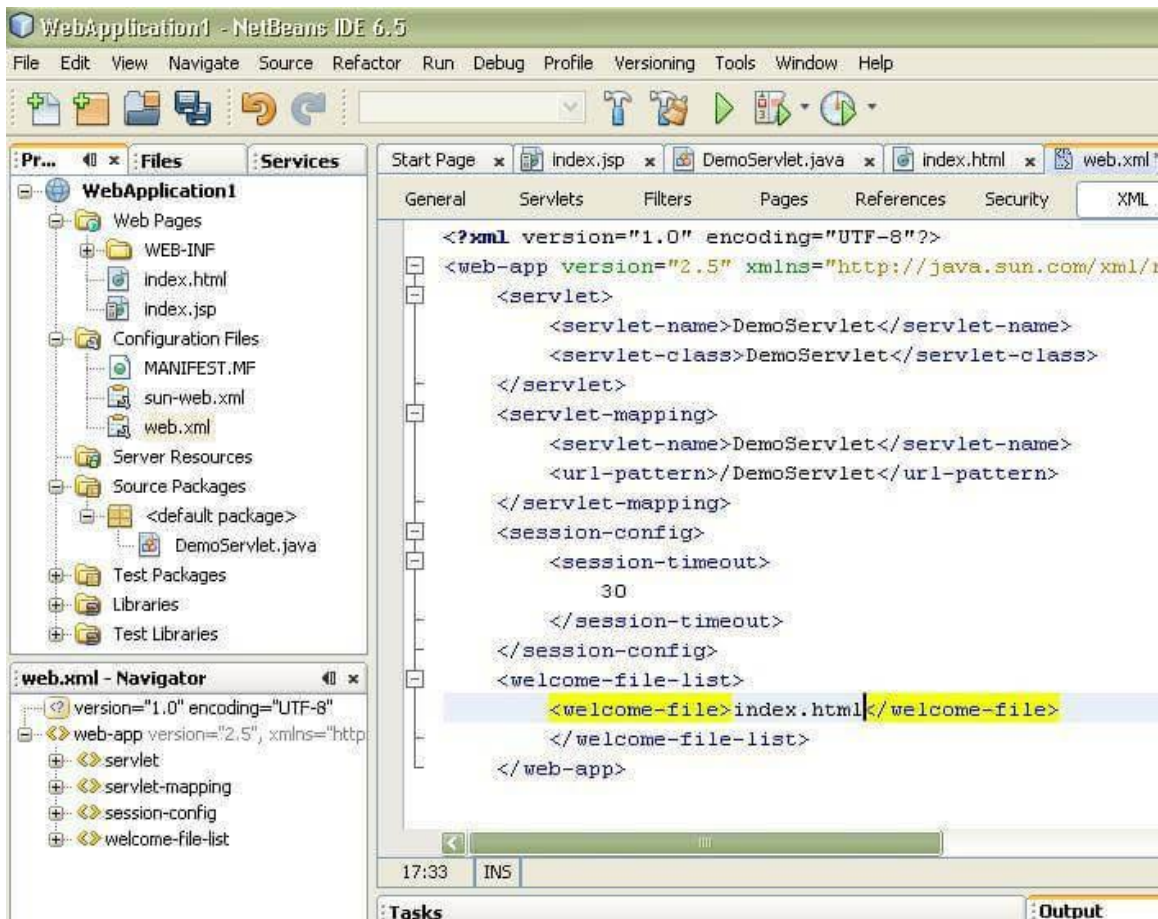 WebApplication1 - NetBeans IDE 6.5
File Edit View Navigate Source Refactor Run Debug Profile Versioning Tools Window Help
Pr... Files Services
WebApplication1
Web Pages
WEB-INF
index.html
index.jsp
Configuration Files
MANIFEST.MF
sun-web.xml
web.xml
Server Resources
Source Packages
<default package>
DemoServlet.java
Test Packages
Libraries
Test Libraries
web.xml - Navigator
version="1.0" encoding="UTF-8"
web-app version="2.5", xmlns="http
servlet
servlet-mapping
session-config
welcome-file-list
Start Page index.jsp DemoServlet.java index.html web.xml *
General Servlets Filters Pages References Security XML
<?xml version="1.0" encoding="UTF-8"?>
<web-app version="2.5" xmlns="http://java.sun.com/xml/
<servlet>
<servlet-name>DemoServlet</servlet-name>
<servlet-class>DemoServlet</servlet-class>
</servlet>
<servlet-mapping>
<servlet-name>DemoServlet</servlet-name>
<url-pattern>/DemoServlet</url-pattern>
</servlet-mapping>
<session-config>
<session-timeout>
30
</session-timeout>
</session-config>
<welcome-file-list>
<welcome-file>index.html</welcome-file>
</welcome-file-list>
</web-app>
17:33 INS
Tasks Output